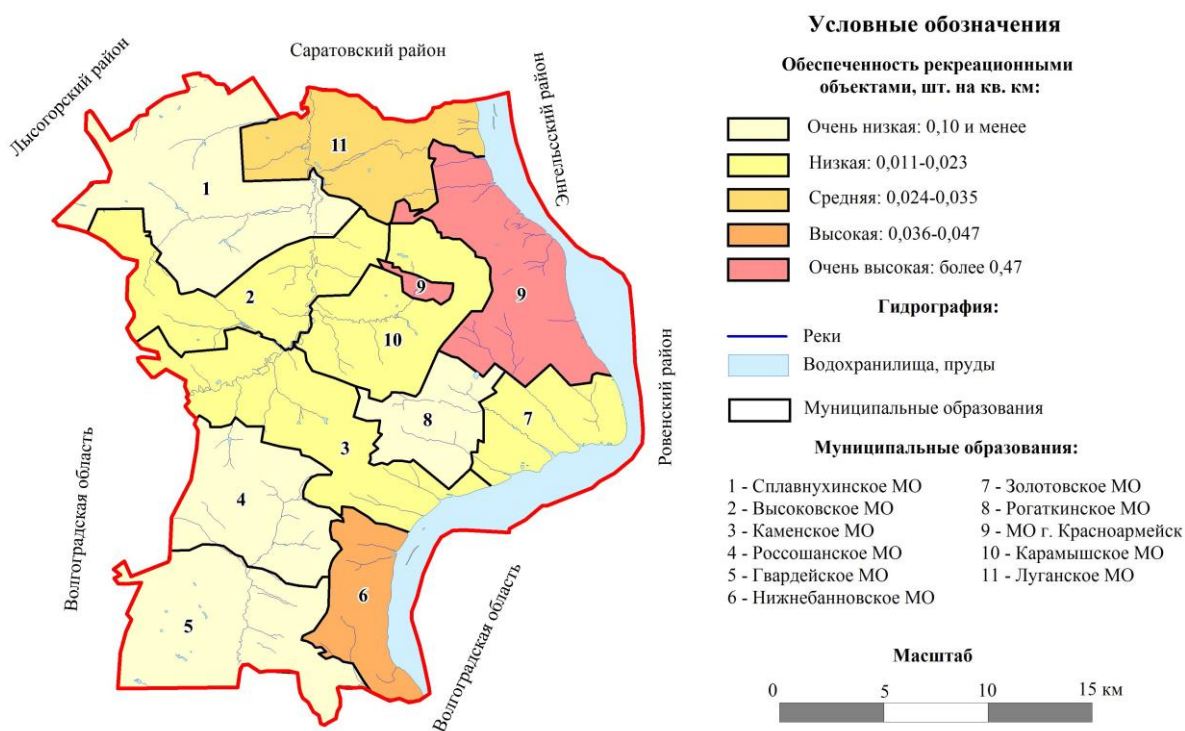 Саратовский район
Лысогорский район
Энгельсский район
Ровенский район
Волгоградская область
Волгоградская область
1
11
2
9
9
10
8
7
3
4
6
5
Условные обозначения
Обеспеченность рекреационными
объектами, шт. на кв. км:
Очень низкая: 0,10 и менее
Низкая: 0,011-0,023
Средняя: 0,024-0,035
Высокая: 0,036-0,047
Очень высокая: более 0,47
Гидрография:
Реки
Водохранилища, пруды
Муниципальные образования
Муниципальные образования:
1 - Сплавнухинское МО
2 - Высоковское МО
3 - Каменское МО
4 - Россошанское МО
5 - Гвардейское МО
6 - Нижнебанновское МО
7 - Золотовское МО
8 - Рогаткинское МО
9 - МО г. Красноармейск
10 - Карамышское МО
11 - Луганское МО
Масштаб
0 5 10 15 км